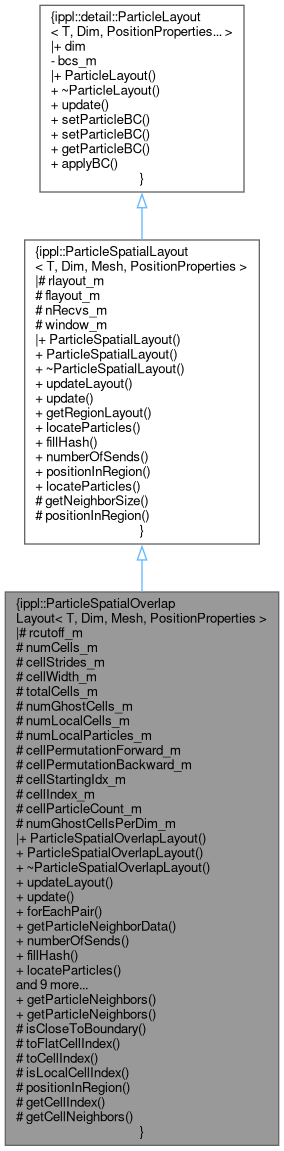 {ippl::detail::ParticleLayout
< T, Dim, PositionProperties... >
|+ dim
- bcs_m
|+ ParticleLayout()
+ ~ParticleLayout()
+ update()
+ setParticleBC()
+ setParticleBC()
+ getParticleBC()
+ applyBC()
}
{ippl::ParticleSpatialLayout
< T, Dim, Mesh, PositionProperties >
|# rlayout_m
# flayout_m
# nRecvs_m
# window_m
|+ ParticleSpatialLayout()
+ ParticleSpatialLayout()
+ ~ParticleSpatialLayout()
+ updateLayout()
+ update()
+ getRegionLayout()
+ locateParticles()
+ fillHash()
+ numberOfSends()
+ positionInRegion()
+ locateParticles()
# getNeighborSize()
# positionInRegion()
}
{ippl::ParticleSpatialOverlap
Layout< T, Dim, Mesh, PositionProperties >
|# rcutoff_m
# numCells_m
# cellStrides_m
# cellWidth_m
# totalCells_m
# numGhostCells_m
# numLocalCells_m
# numLocalParticles_m
# cellPermutationForward_m
# cellPermutationBackward_m
# cellStartingIdx_m
# cellIndex_m
# cellParticleCount_m
# numGhostCellsPerDim_m
|+ ParticleSpatialOverlapLayout()
+ ParticleSpatialOverlapLayout()
+ ~ParticleSpatialOverlapLayout()
+ updateLayout()
+ update()
+ forEachPair()
+ getParticleNeighborData()
+ numberOfSends()
+ fillHash()
+ locateParticles()
and 9 more...
+ getParticleNeighbors()
+ getParticleNeighbors()
# isCloseToBoundary()
# toFlatCellIndex()
# toCellIndex()
# isLocalCellIndex()
# positionInRegion()
# getCellIndex()
# getCellNeighbors()
}